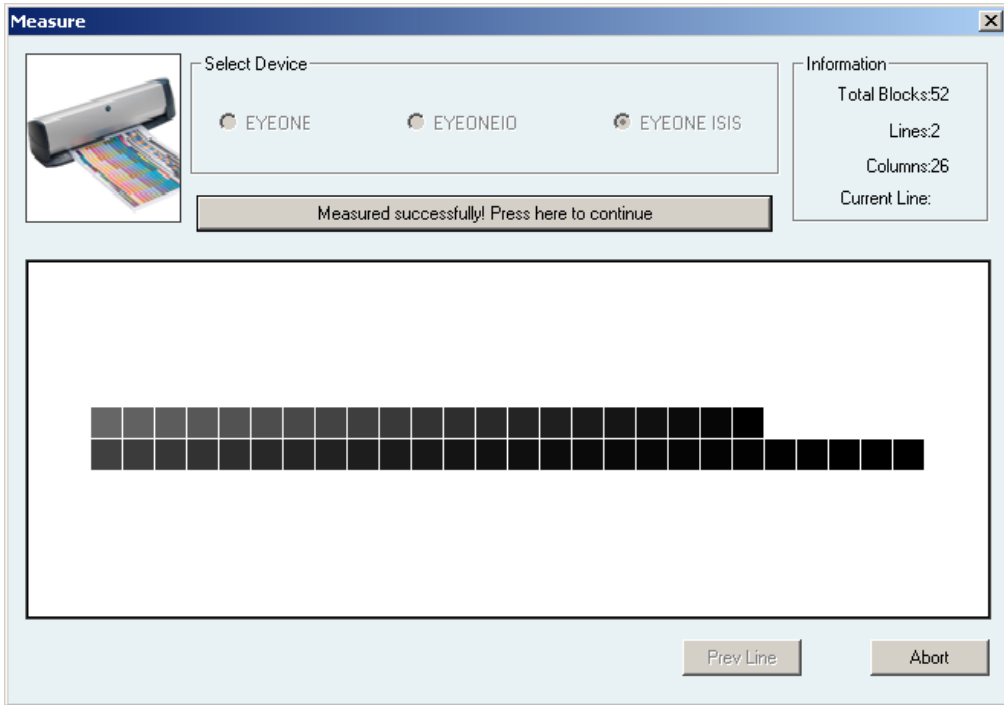 Measure
Select Device
EYEONE
EYEONEIO
EYEONE ISIS
Measured successfully! Press here to continue
Information
Total Blocks:52
Lines:2
Columns:26
Current Line:
Prev Line
Abort